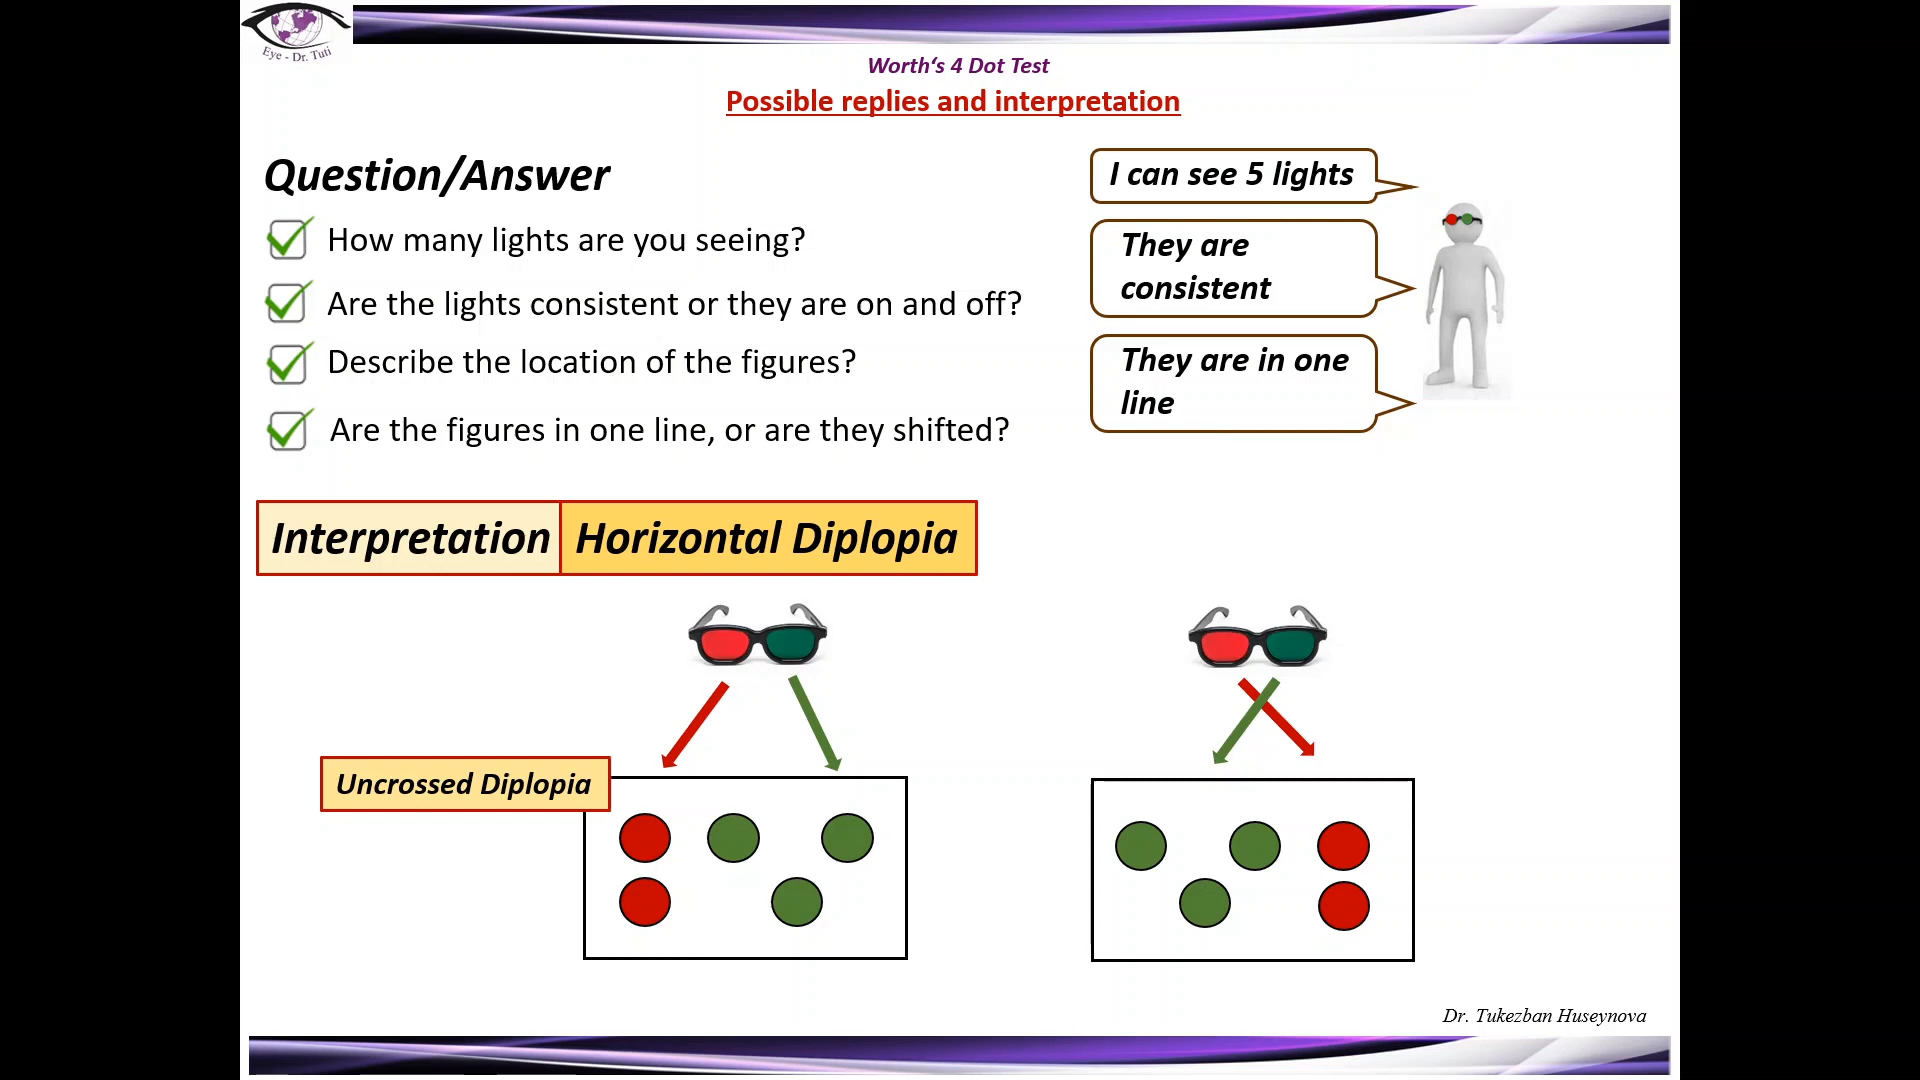 Eye - Dr. Tuti
Worth's 4 Dot Test
Possible replies and interpretation
Question/Answer
How many lights are you seeing?
Are the lights consistent or they are on and off?
Describe the location of the figures?
Are the figures in one line, or are they shifted?
I can see 5 lights
They are
consistent
They are in one
line
Interpretation
Horizontal Diplopia
Uncrossed Diplopia
Dr. Tukezban Huseynova